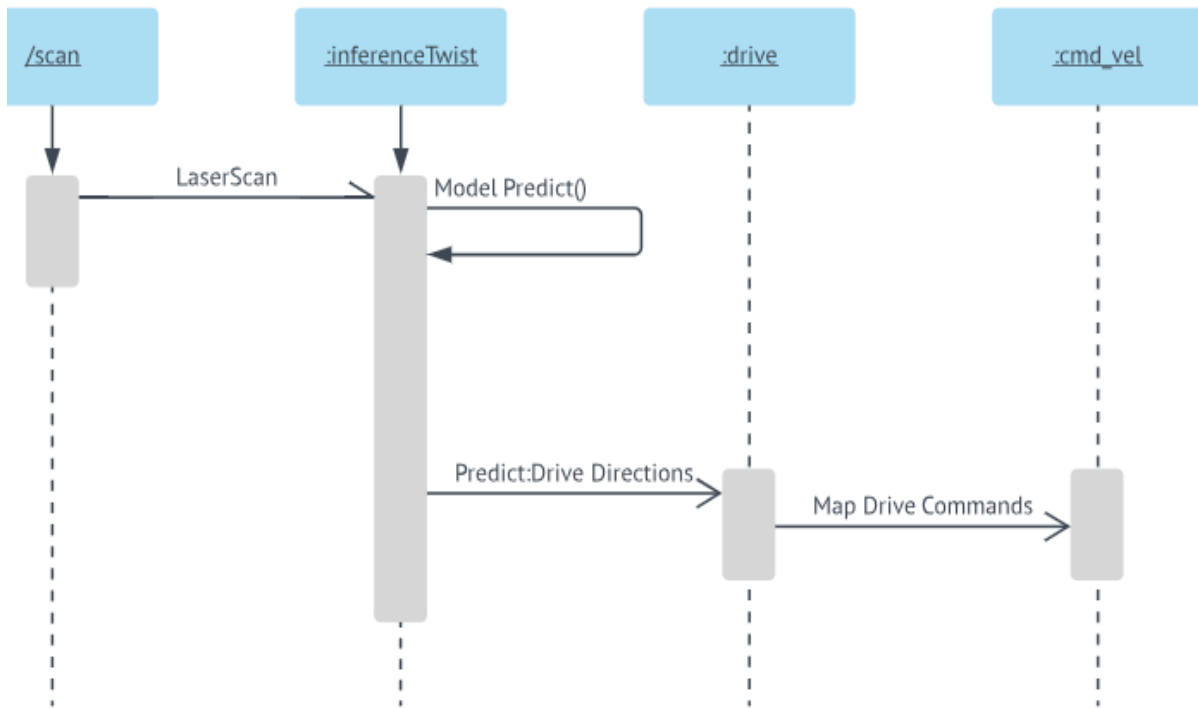 /scan
:inferenceTwist
:drive
:cmd_vel
LaserScan
Model Predict()
Predict:Drive Directions
Map Drive Commands